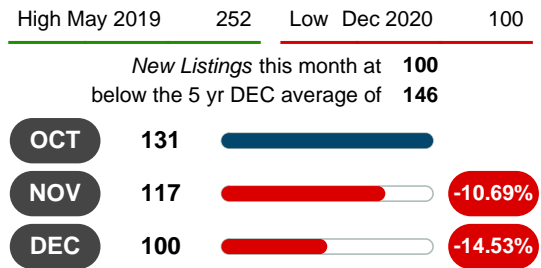 High May 2019 252 Low Dec 2020 100
New Listings this month at 100
below the 5 yr DEC average of 146
OCT 131
NOV 117 -10.69%
DEC 100 -14.53%